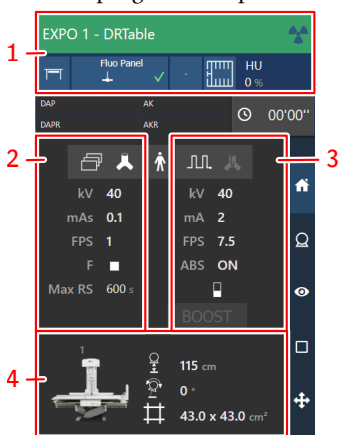 EXPO 1 - DRTable
1
Fluo Panel
HU
0 %
DAP
AK
DAPR
AKR
00'00''
2
3
kV 40
mAs 0.1
FPS 1
F
Max RS 600 s
kV 40
mA 2
FPS 7.5
ABS ON
BOOST
4
1
115 cm
0 °
43.0 x 43.0 cm²